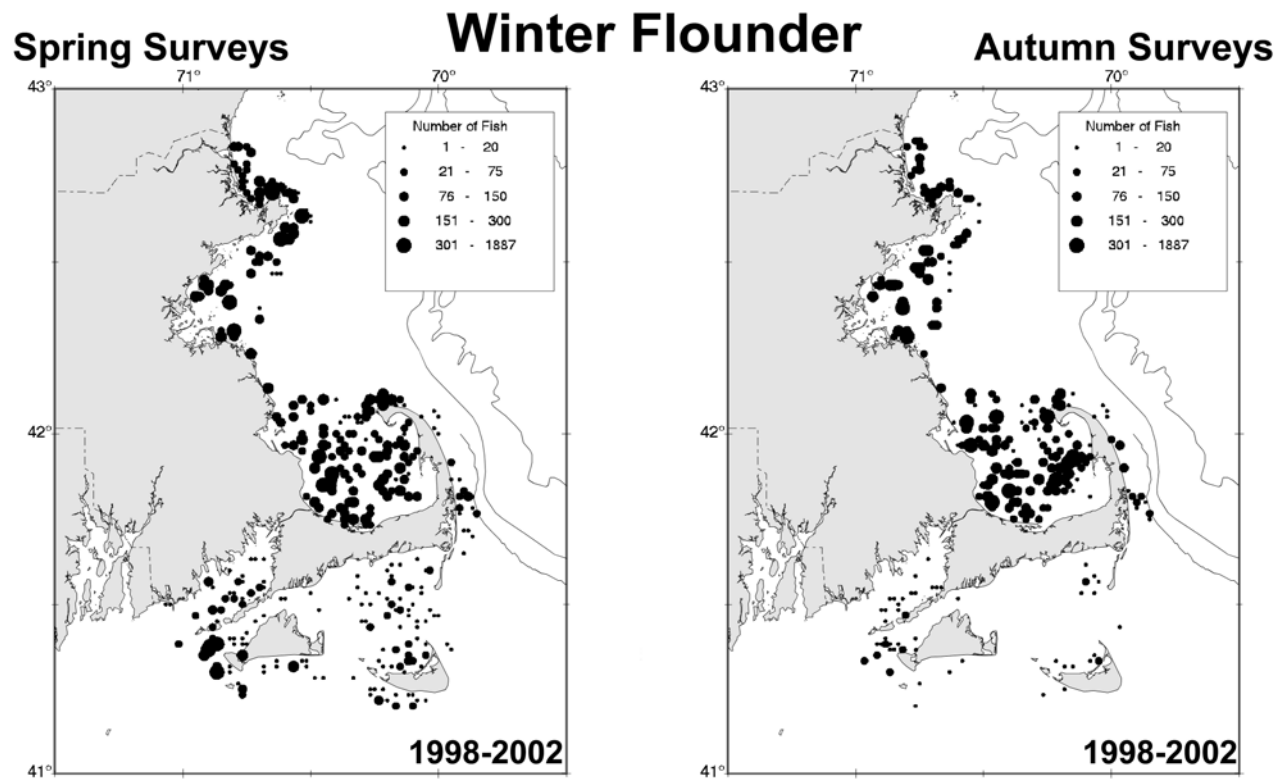 Winter Flounder
Spring Surveys
Autumn Surveys
71° 70°
43°
Number of Fish
1 - 20
21 - 75
76 - 150
151 - 300
301 - 1887
42°
41°
1998-2002
71° 70°
43°
Number of Fish
1 - 20
21 - 75
76 - 150
151 - 300
301 - 1887
42°
41°
1998-2002